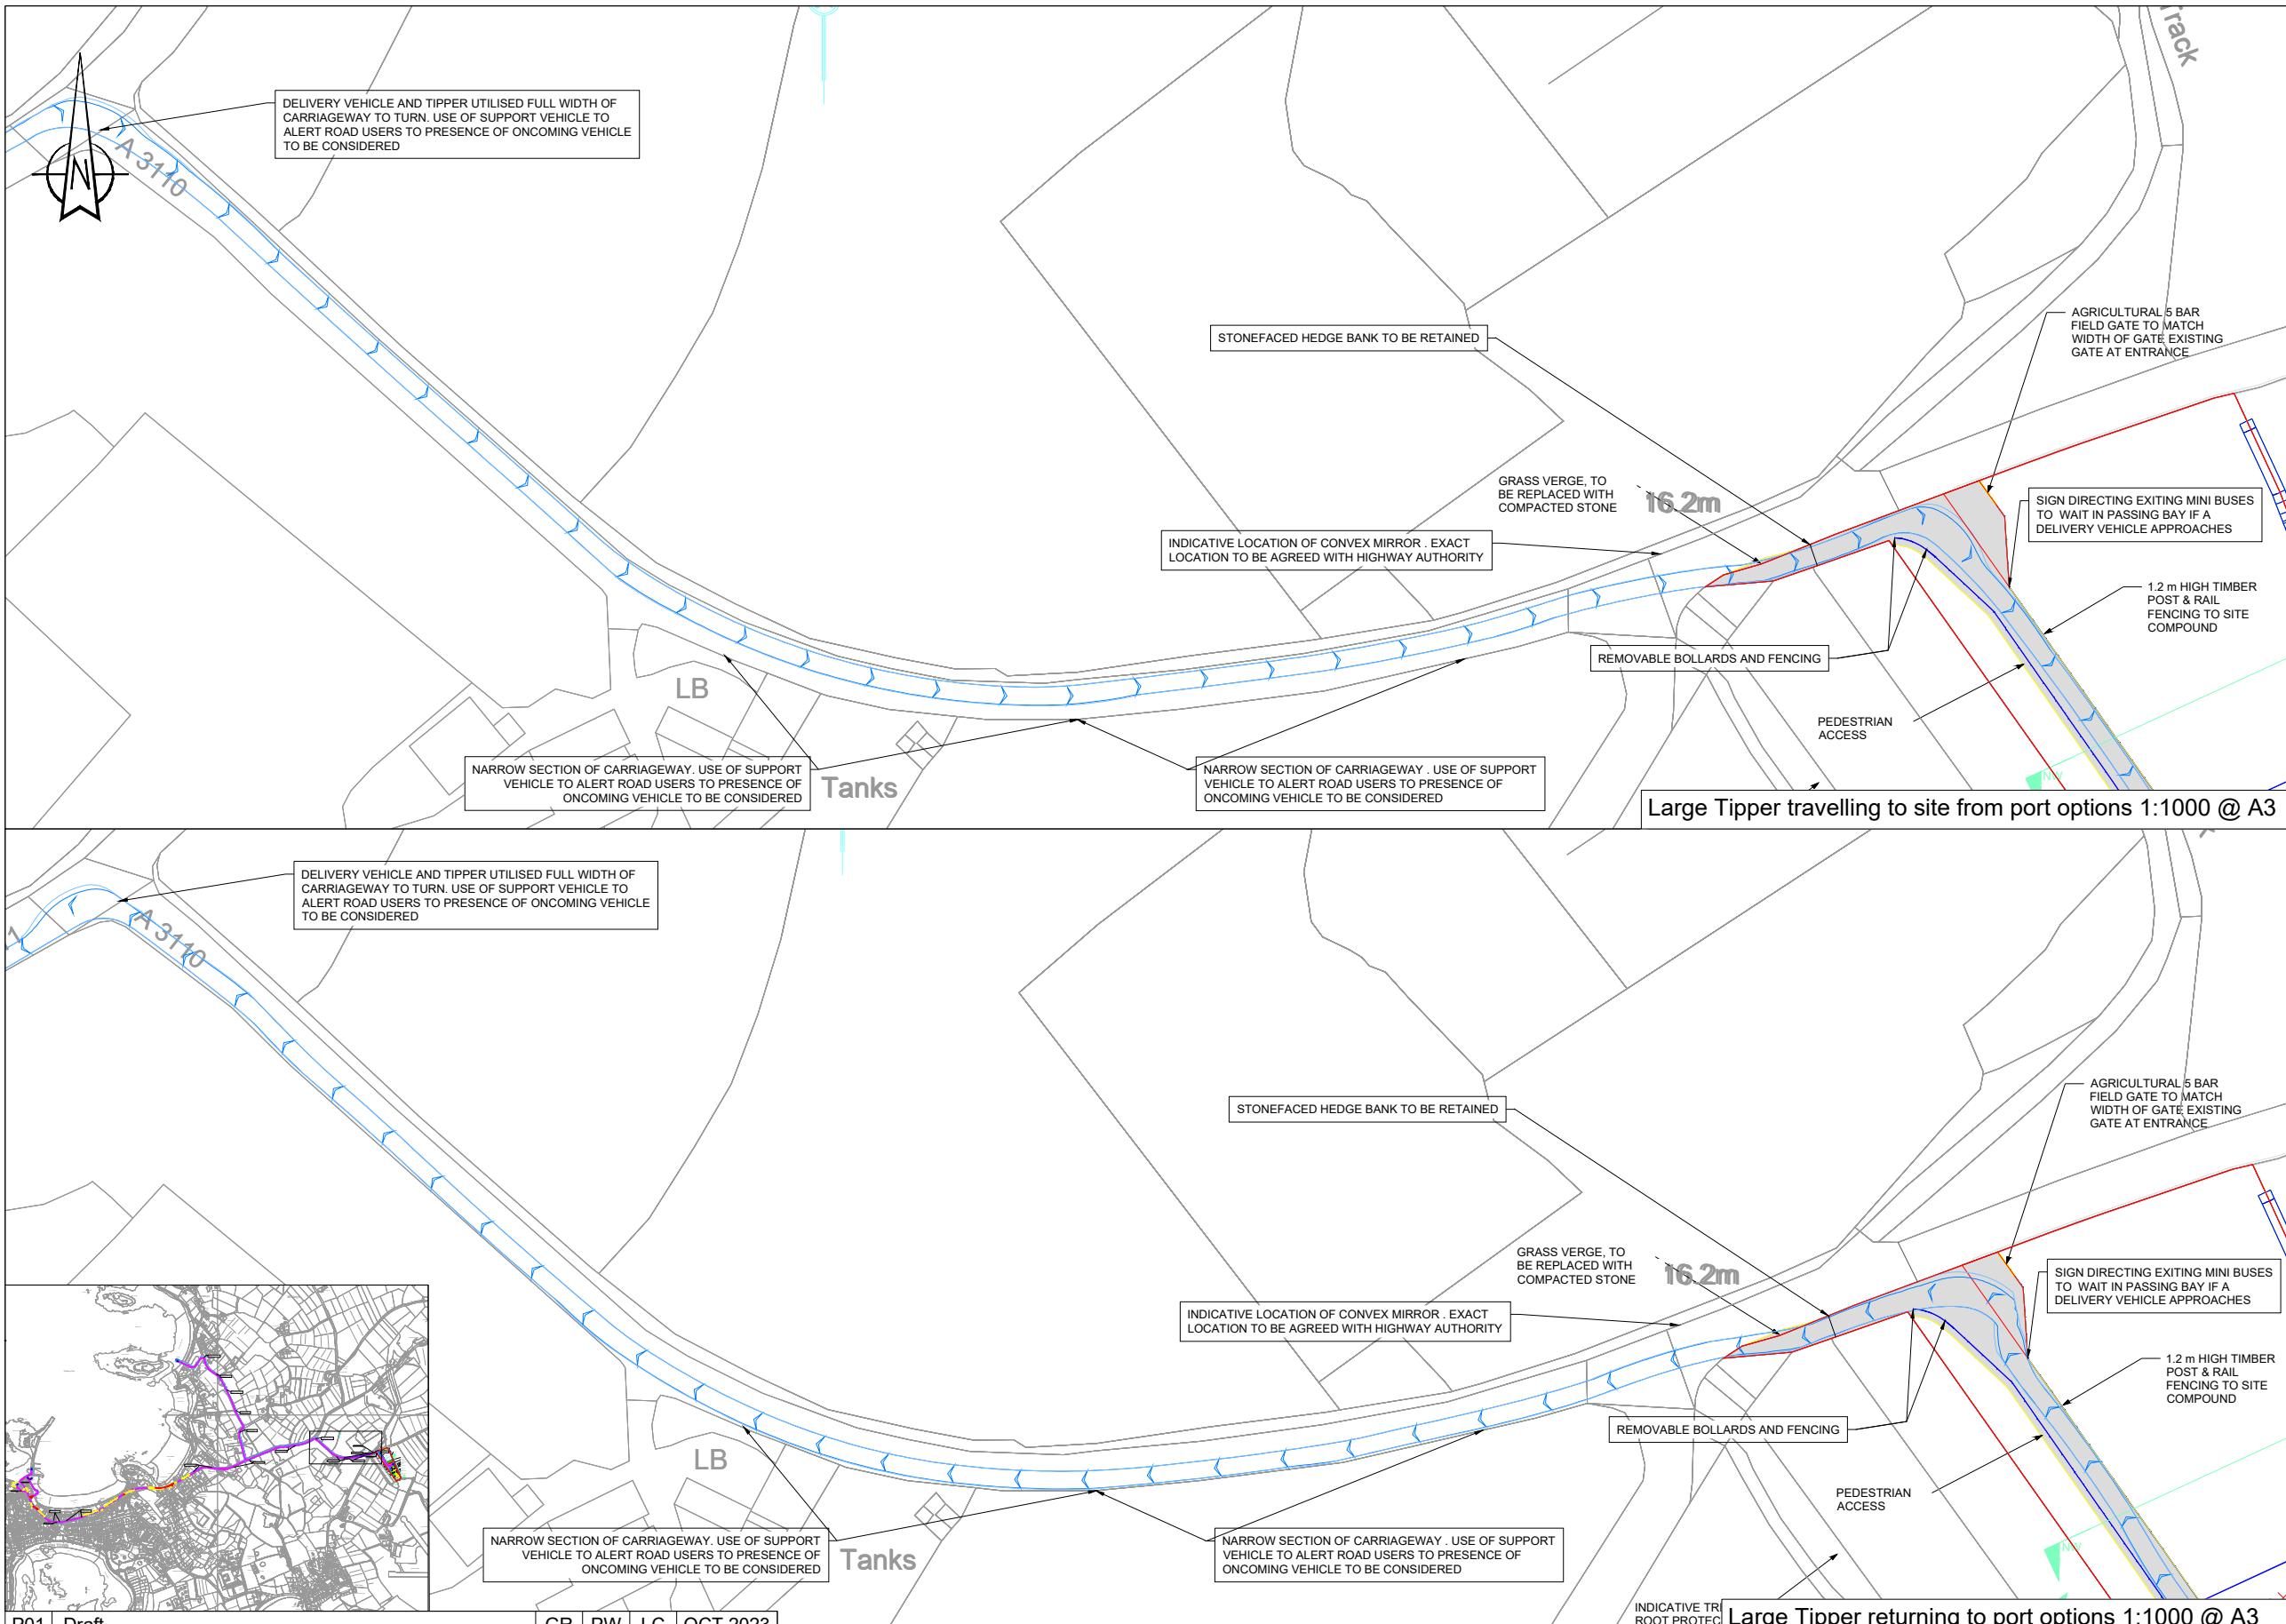 Track
DELIVERY VEHICLE AND TIPPER UTILISED FULL WIDTH OF
CARRIAGEWAY TO TURN. USE OF SUPPORT VEHICLE TO
ALERT ROAD USERS TO PRESENCE OF ONCOMING VEHICLE
TO BE CONSIDERED
N
A 3110
STONEFACED HEDGE BANK TO BE RETAINED
AGRICULTURAL 5 BAR
FIELD GATE TO MATCH
WIDTH OF GATE EXISTING
GATE AT ENTRANCE
GRASS VERGE, TO
BE REPLACED WITH
COMPACTED STONE
16.2m
SIGN DIRECTING EXITING MINI BUSES
TO WAIT IN PASSING BAY IF A
DELIVERY VEHICLE APPROACHES
INDICATIVE LOCATION OF CONVEX MIRROR . EXACT
LOCATION TO BE AGREED WITH HIGHWAY AUTHORITY
1.2 m HIGH TIMBER
POST & RAIL
FENCING TO SITE
COMPOUND
REMOVABLE BOLLARDS AND FENCING
LB
PEDESTRIAN
ACCESS
NARROW SECTION OF CARRIAGEWAY. USE OF SUPPORT
VEHICLE TO ALERT ROAD USERS TO PRESENCE OF
ONCOMING VEHICLE TO BE CONSIDERED
Tanks
NARROW SECTION OF CARRIAGEWAY . USE OF SUPPORT
VEHICLE TO ALERT ROAD USERS TO PRESENCE OF
ONCOMING VEHICLE TO BE CONSIDERED
NW
Large Tipper travelling to site from port options 1:1000 @ A3
DELIVERY VEHICLE AND TIPPER UTILISED FULL WIDTH OF
CARRIAGEWAY TO TURN. USE OF SUPPORT VEHICLE TO
ALERT ROAD USERS TO PRESENCE OF ONCOMING VEHICLE
TO BE CONSIDERED
A 3110
STONEFACED HEDGE BANK TO BE RETAINED
AGRICULTURAL 5 BAR
FIELD GATE TO MATCH
WIDTH OF GATE EXISTING
GATE AT ENTRANCE
GRASS VERGE, TO
BE REPLACED WITH
COMPACTED STONE
16.2m
SIGN DIRECTING EXITING MINI BUSES
TO WAIT IN PASSING BAY IF A
DELIVERY VEHICLE APPROACHES
INDICATIVE LOCATION OF CONVEX MIRROR . EXACT
LOCATION TO BE AGREED WITH HIGHWAY AUTHORITY
1.2 m HIGH TIMBER
POST & RAIL
FENCING TO SITE
COMPOUND
REMOVABLE BOLLARDS AND FENCING
LB
PEDESTRIAN
ACCESS
NARROW SECTION OF CARRIAGEWAY. USE OF SUPPORT
VEHICLE TO ALERT ROAD USERS TO PRESENCE OF
ONCOMING VEHICLE TO BE CONSIDERED
Tanks
NARROW SECTION OF CARRIAGEWAY . USE OF SUPPORT
VEHICLE TO ALERT ROAD USERS TO PRESENCE OF
ONCOMING VEHICLE TO BE CONSIDERED
NW
INDICATIVE TR
ROOT PROTEC
Large Tipper returning to port options 1:1000 @ A3
P01 Draft CR PW LC OCT 2023